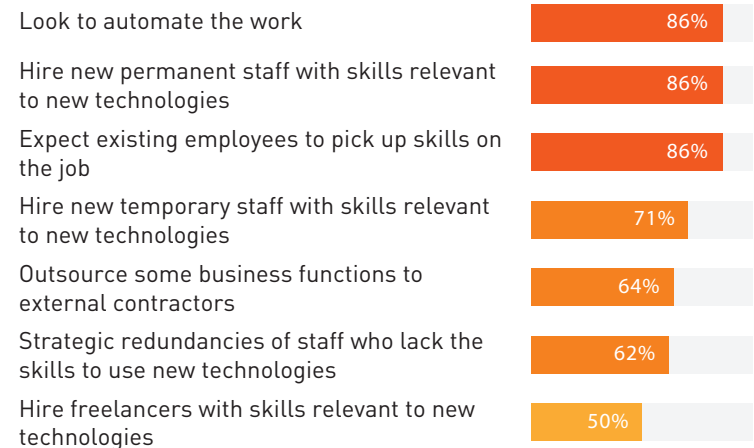 Look to automate the work
86%
Hire new permanent staff with skills relevant
to new technologies
86%
Expect existing employees to pick up skills on
the job
86%
Hire new temporary staff with skills relevant
to new technologies
71%
Outsource some business functions to
external contractors
64%
Strategic redundancies of staff who lack the
skills to use new technologies
62%
Hire freelancers with skills relevant to new
technologies
50%